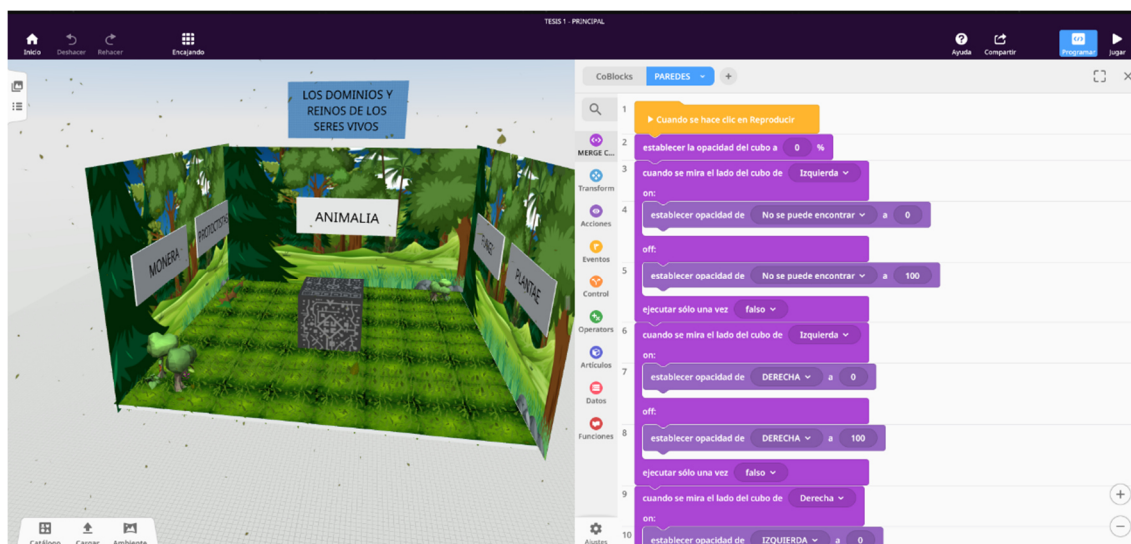 TESIS 1 - PRINCIPAL
Inicio
Deshacer
Rehacer
Encajando
Ayuda
Compartir
Programar
Jugar
LOS DOMINIOS Y
REINOS DE LOS
SERES VIVOS
ANIMALIA
MONERA
PROTOCTISTAS
FUNGI
PLANTAE
Catálogo
Cargar
Ambiente
CoBlocks
PAREDES
MERGE C...
Transform
Acciones
Eventos
Control
Operators
Artículos
Datos
Funciones
Ajustes
1
Cuando se hace clic en Reproducir
2
establecer la opacidad del cubo a 0 %
3
cuando se mira el lado del cubo de Izquierda
on:
4
establecer opacidad de No se puede encontrar a 0
off:
5
establecer opacidad de No se puede encontrar a 100
ejecutar sólo una vez falso
6
cuando se mira el lado del cubo de Izquierda
on:
7
establecer opacidad de DERECHA a 0
off:
8
establecer opacidad de DERECHA a 100
ejecutar sólo una vez falso
9
cuando se mira el lado del cubo de Derecha
on:
10
establecer opacidad de IZQUIERDA a 0